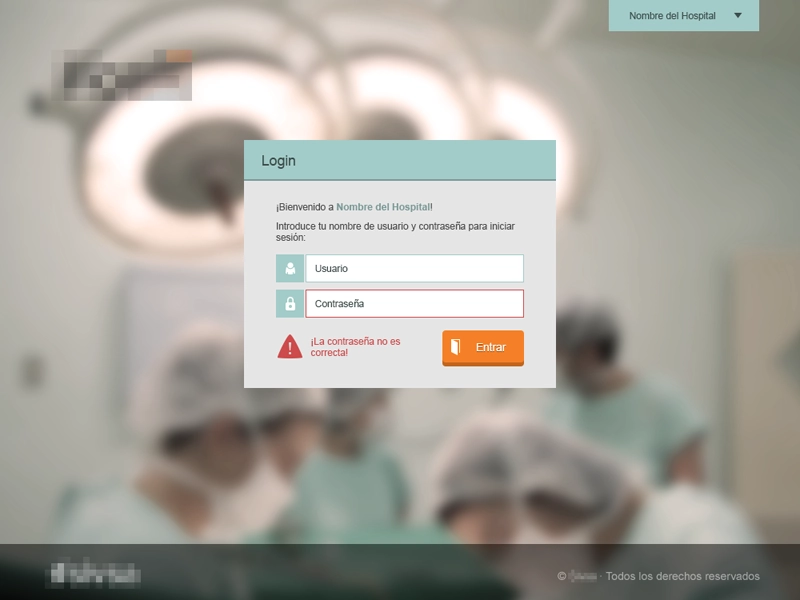 Nombre del Hospital
Login
¡Bienvenido a Nombre del Hospital!
Introduce tu nombre de usuario y contraseña para iniciar
sesión:
Usuario
Contraseña
¡La contraseña no es
correcta!
Entrar
© · Todos los derechos reservados